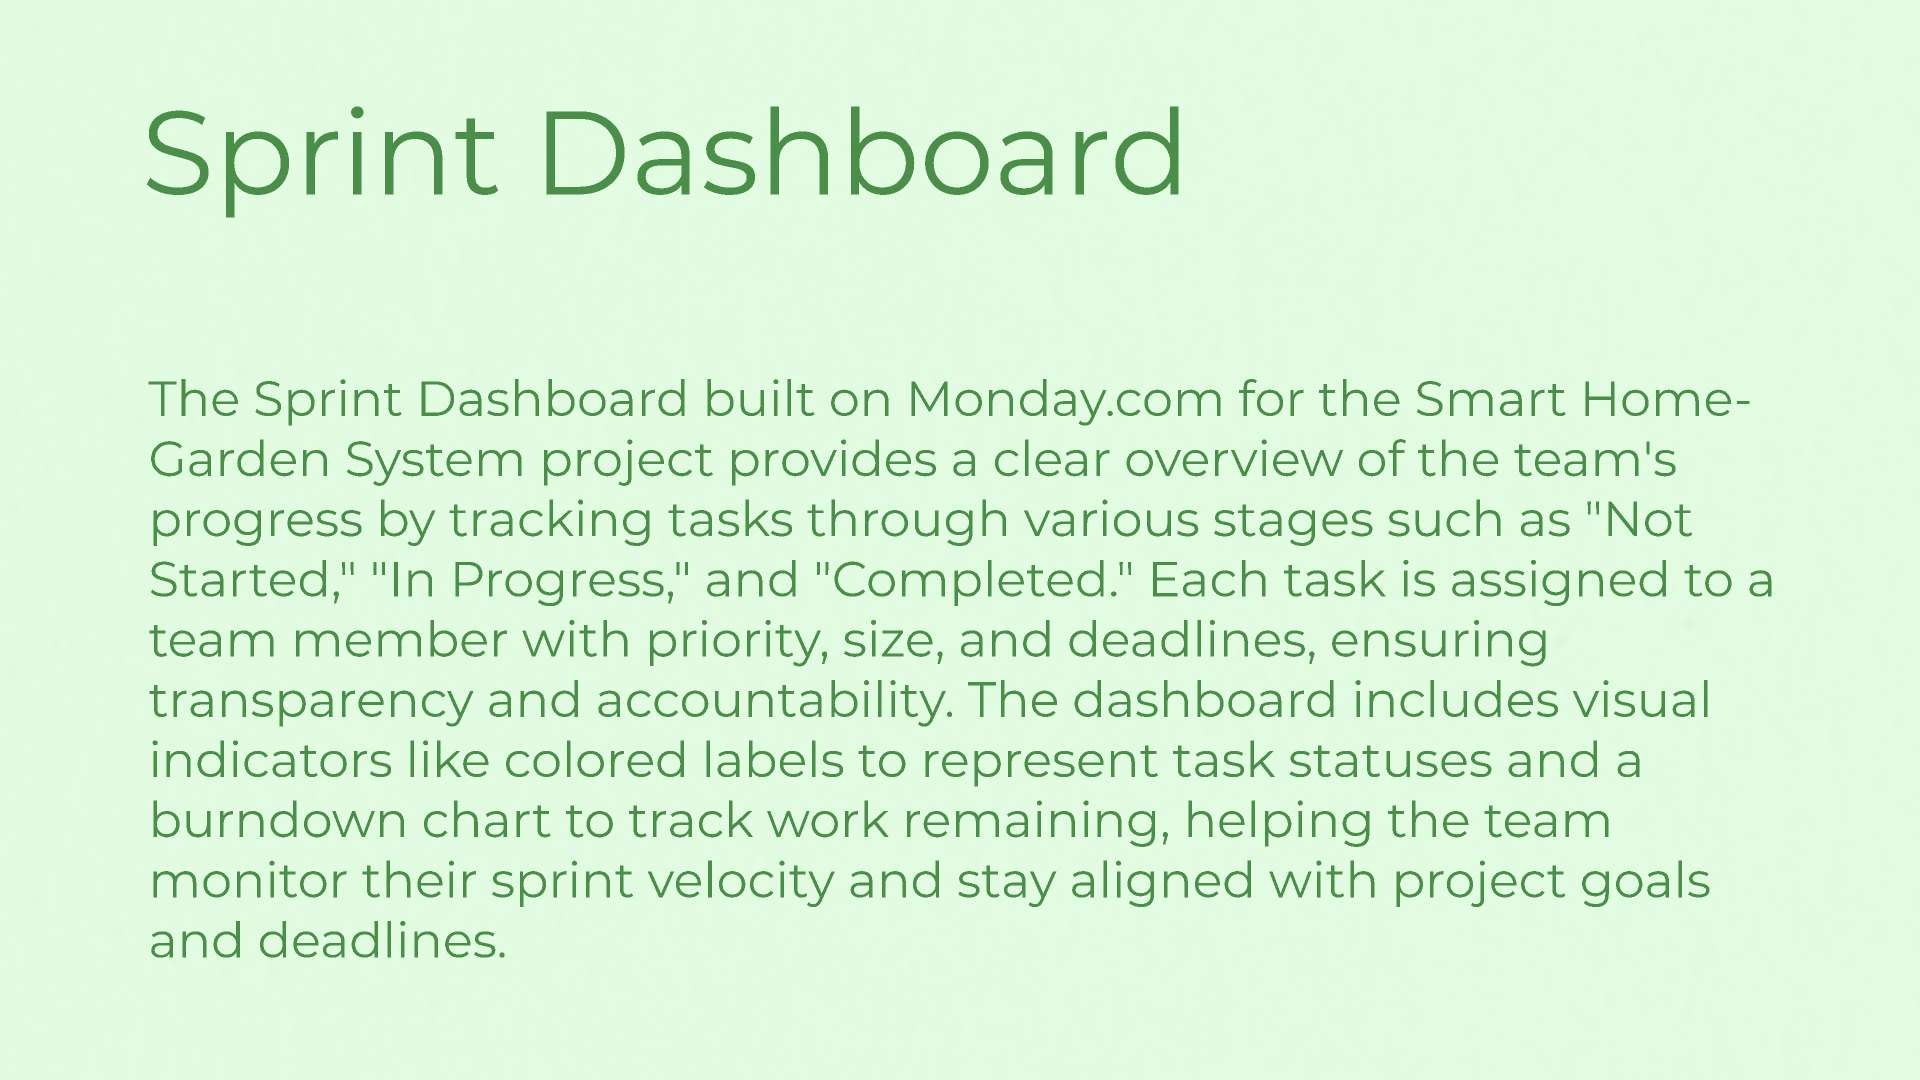 Sprint Dashboard
The Sprint Dashboard built on Monday.com for the Smart Home-
Garden System project provides a clear overview of the team's
progress by tracking tasks through various stages such as "Not
Started," "In Progress," and "Completed." Each task is assigned to a
team member with priority, size, and deadlines, ensuring
transparency and accountability. The dashboard includes visual
indicators like colored labels to represent task statuses and a
burndown chart to track work remaining, helping the team
monitor their sprint velocity and stay aligned with project goals
and deadlines.